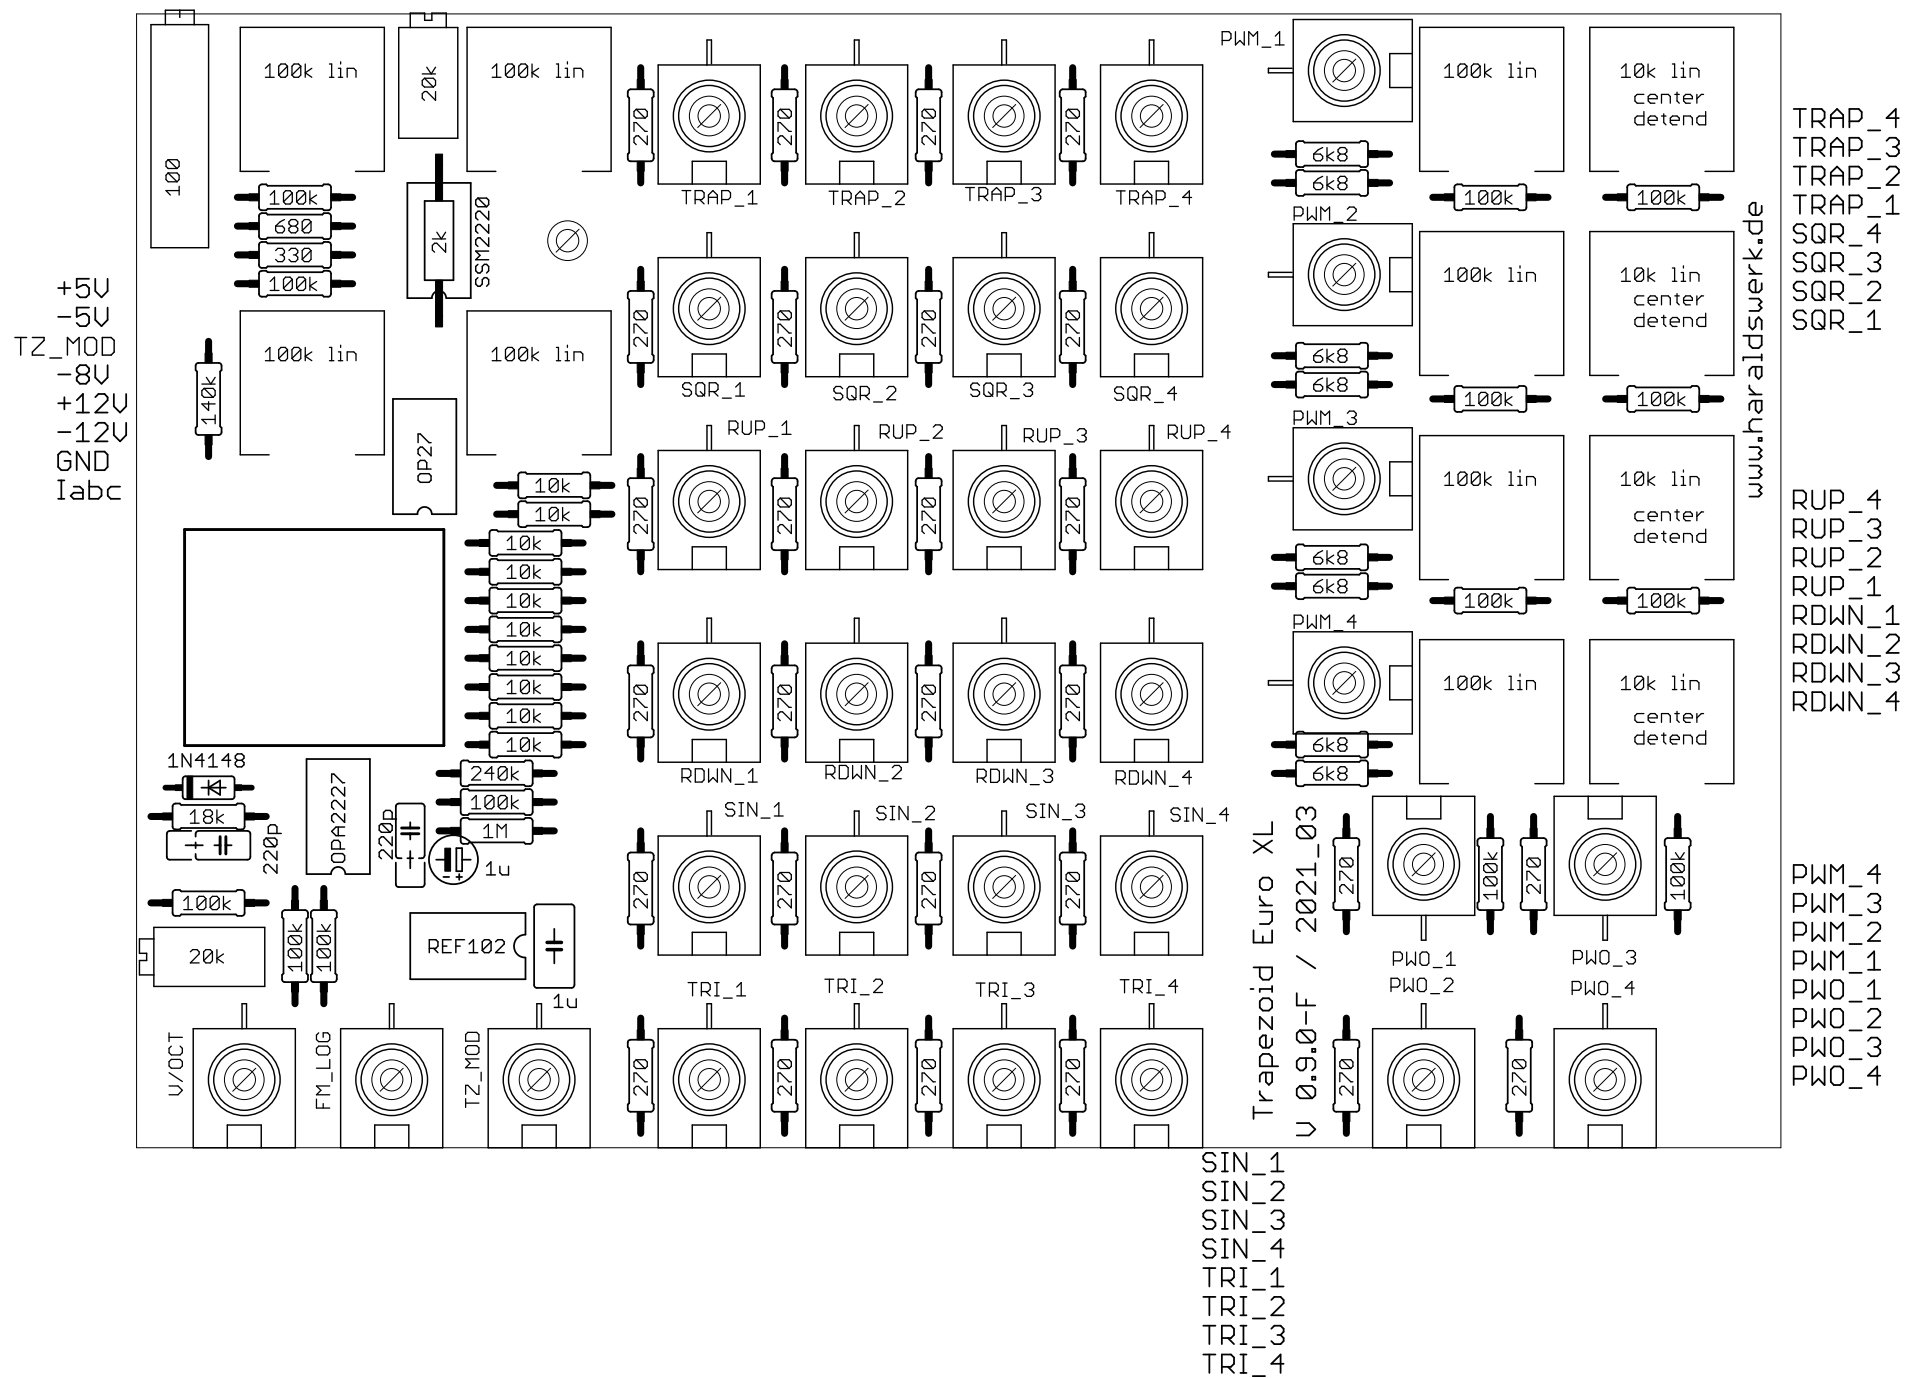 +5V
-5V
TZ_MOD
-8V
+12V
-12V
GND
Iabc
100
100k lin
20k
100k lin
100k
680
330
100k
2k
SSM2220
140k
100k lin
100k lin
OP27
10k
10k
10k
10k
10k
10k
10k
10k
10k
10k
240k
100k
1M
1N4148
18k
220p
OPA2227
220p
1u
100k
20k
100k
100k
REF102
1u
V/OCT
FM_LOG
TZ_MOD
270
270
270
270
TRAP_1
TRAP_2
TRAP_3
TRAP_4
270
270
270
270
SQR_1
SQR_2
SQR_3
SQR_4
RUP_1
RUP_2
RUP_3
RUP_4
270
270
270
270
270
270
270
270
RDWN_1
RDWN_2
RDWN_3
RDWN_4
SIN_1
SIN_2
SIN_3
SIN_4
270
270
270
270
TRI_1
TRI_2
TRI_3
TRI_4
270
270
270
270
PWM_1
100k lin
10k lin
center
detend
6k8
6k8
100k
100k
PWM_2
100k lin
10k lin
center
detend
6k8
6k8
100k
100k
PWM_3
100k lin
10k lin
center
detend
6k8
6k8
100k
100k
PWM_4
100k lin
10k lin
center
detend
6k8
6k8
270
100k
270
100k
PWO_1
PWO_3
PWO_2
PWO_4
270
270
Trapezoid Euro XL
V 0.9.0-F / 2021_03
www.haraldswerk.de
TRAP_4
TRAP_3
TRAP_2
TRAP_1
SQR_4
SQR_3
SQR_2
SQR_1
RUP_4
RUP_3
RUP_2
RUP_1
RDWN_1
RDWN_2
RDWN_3
RDWN_4
PWM_4
PWM_3
PWM_2
PWM_1
PWO_1
PWO_2
PWO_3
PWO_4
SIN_1
SIN_2
SIN_3
SIN_4
TRI_1
TRI_2
TRI_3
TRI_4